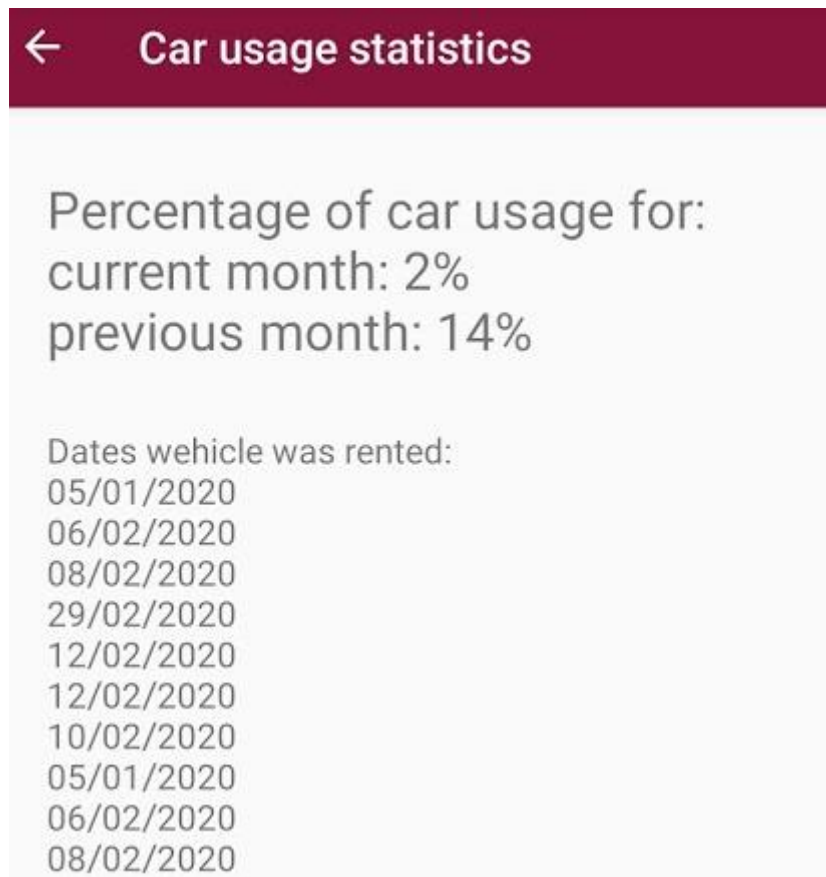 Car usage statistics
Percentage of car usage for:
current month: 2%
previous month: 14%
Dates wehicle was rented:
05/01/2020
06/02/2020
08/02/2020
29/02/2020
12/02/2020
12/02/2020
10/02/2020
05/01/2020
06/02/2020
08/02/2020